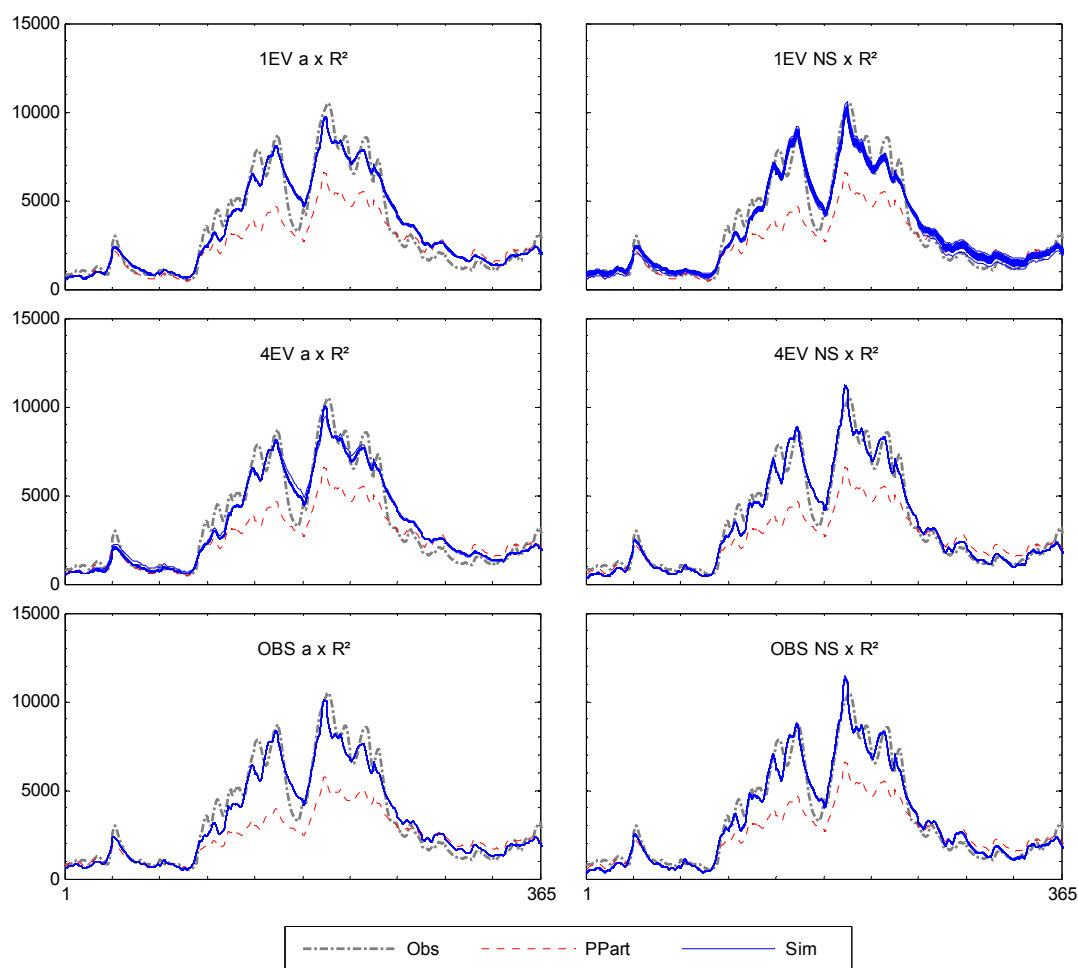 15000
1EV a x R²
1EV NS x R²
10000
5000
0
15000
4EV a x R²
4EV NS x R²
10000
5000
0
15000
OBS a x R²
OBS NS x R²
10000
5000
0
1 365 1 365
Obs PPart Sim